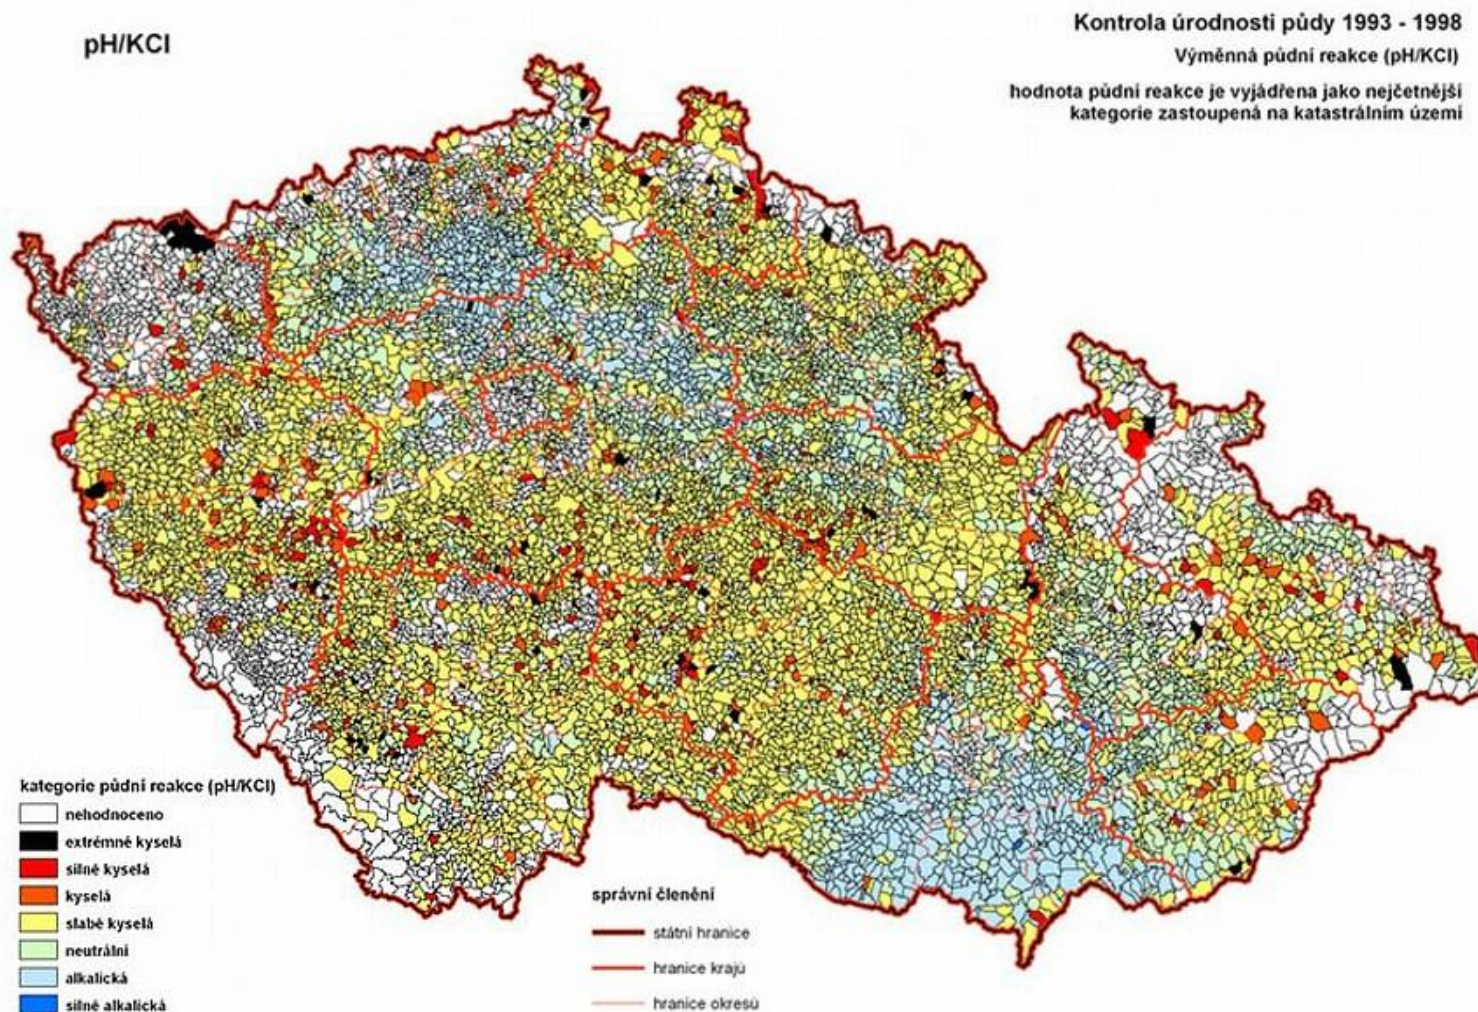 pH/KCl
Kontrola úrodnosti půdy 1993 - 1998
Výměnná půdní reakce (pH/KCl)
hodnota půdní reakce je vyjádřena jako nejčetnější
kategorie zastoupená na katastrálním území
kategorie půdní reakce (pH/KCl)
nehodnoceno
extrémně kyselá
silně kyselá
kyselá
slabě kyselá
neutrální
alkalická
silně alkalická
správní členění
státní hranice
hranice krajů
hranice okresů